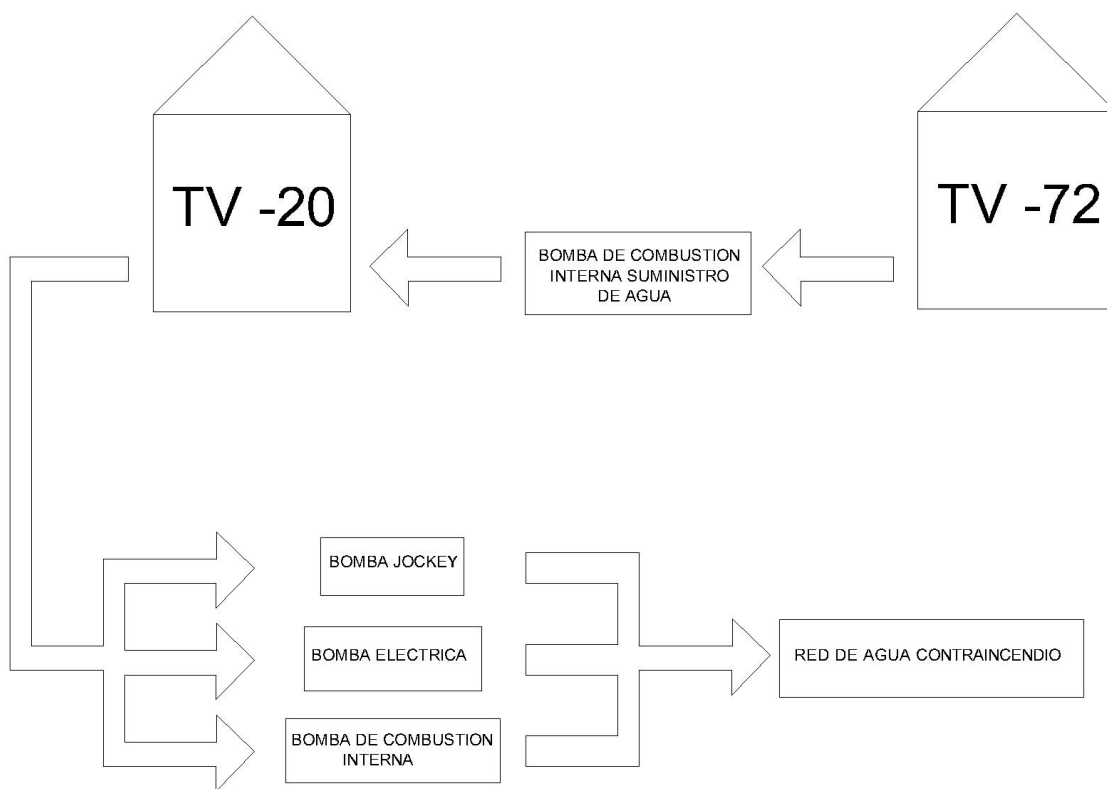 TV -20
TV -72
BOMBA DE COMBUSTION
INTERNA SUMINISTRO
DE AGUA
BOMBA JOCKEY
BOMBA ELECTRICA
BOMBA DE COMBUSTION
INTERNA
RED DE AGUA CONTRAINCENDIO